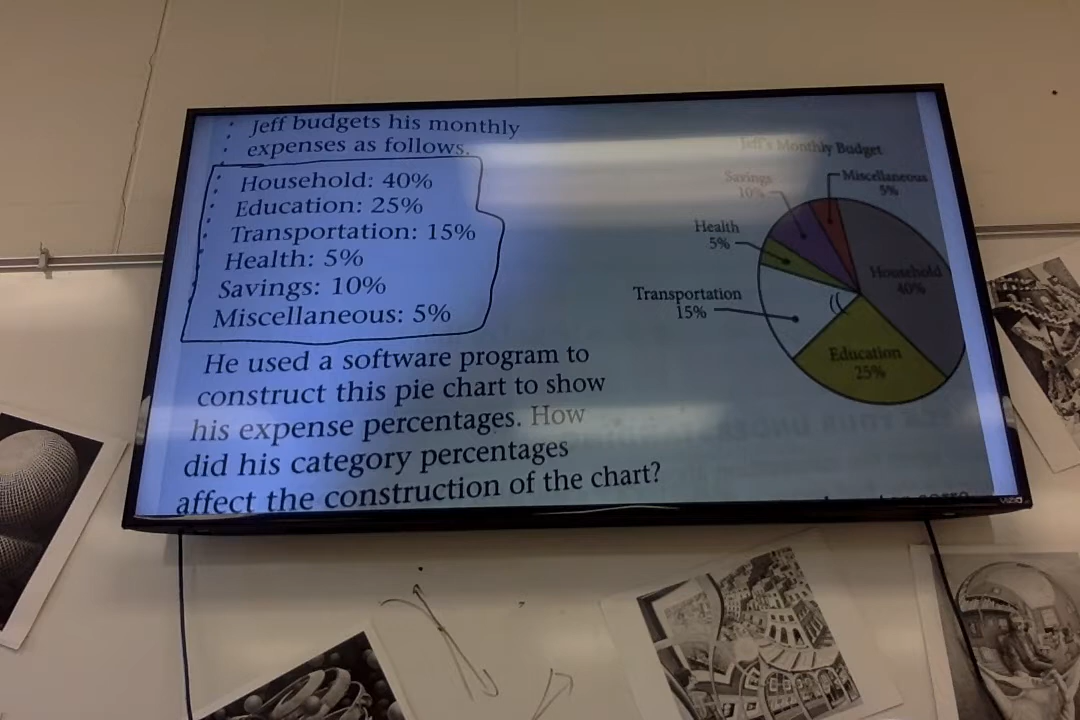 Jeff budgets his monthly
expenses as follows.
Household: 40%
Education: 25%
Transportation: 15%
Health: 5%
Savings: 10%
Miscellaneous: 5%
He used a software program to
construct this pie chart to show
his expense percentages. How
did his category percentages
affect the construction of the chart?
Jeff's Monthly Budget
Savings
10%
Miscellaneous
5%
Health
5%
Household
40%
Transportation
15%
Education
25%
VIZIO